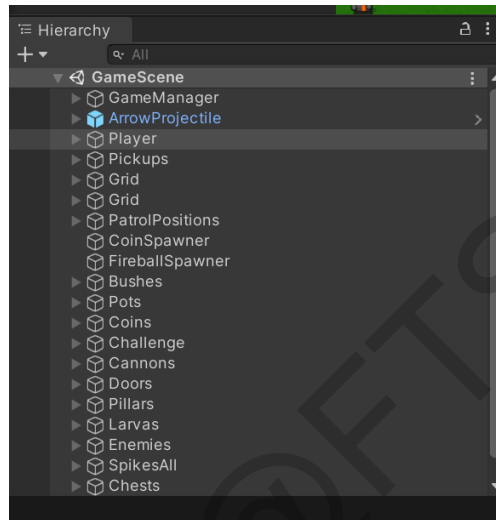 Hierarchy
All
GameScene
GameManager
ArrowProjectile
Player
Pickups
Grid
Grid
PatrolPositions
CoinSpawner
FireballSpawner
Bushes
Pots
Coins
Challenge
Cannons
Doors
Pillars
Larvas
Enemies
SpikesAll
Chests
@FTS